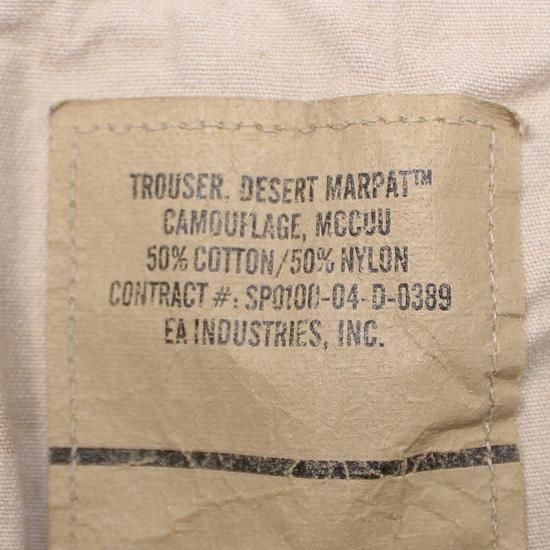 TROUSER, DESERT MARPAT™
CAMOUFLAGE, MCCUU
50% COTTON/50% NYLON
CONTRACT #: SP0100-04-D-0389
EA INDUSTRIES, INC.